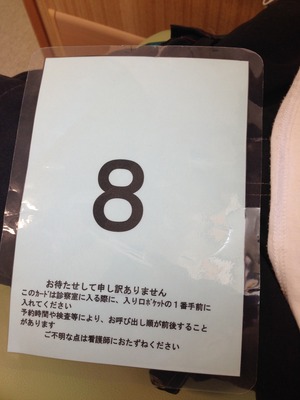 8
お待たせして申し訳ありません
このカードは診察室に入る際に、入り口ポケットの1番手前に
入れてください
予約時間や検査等により、お呼び出し順が前後すること
があります
ご不明な点は看護師におたずねください